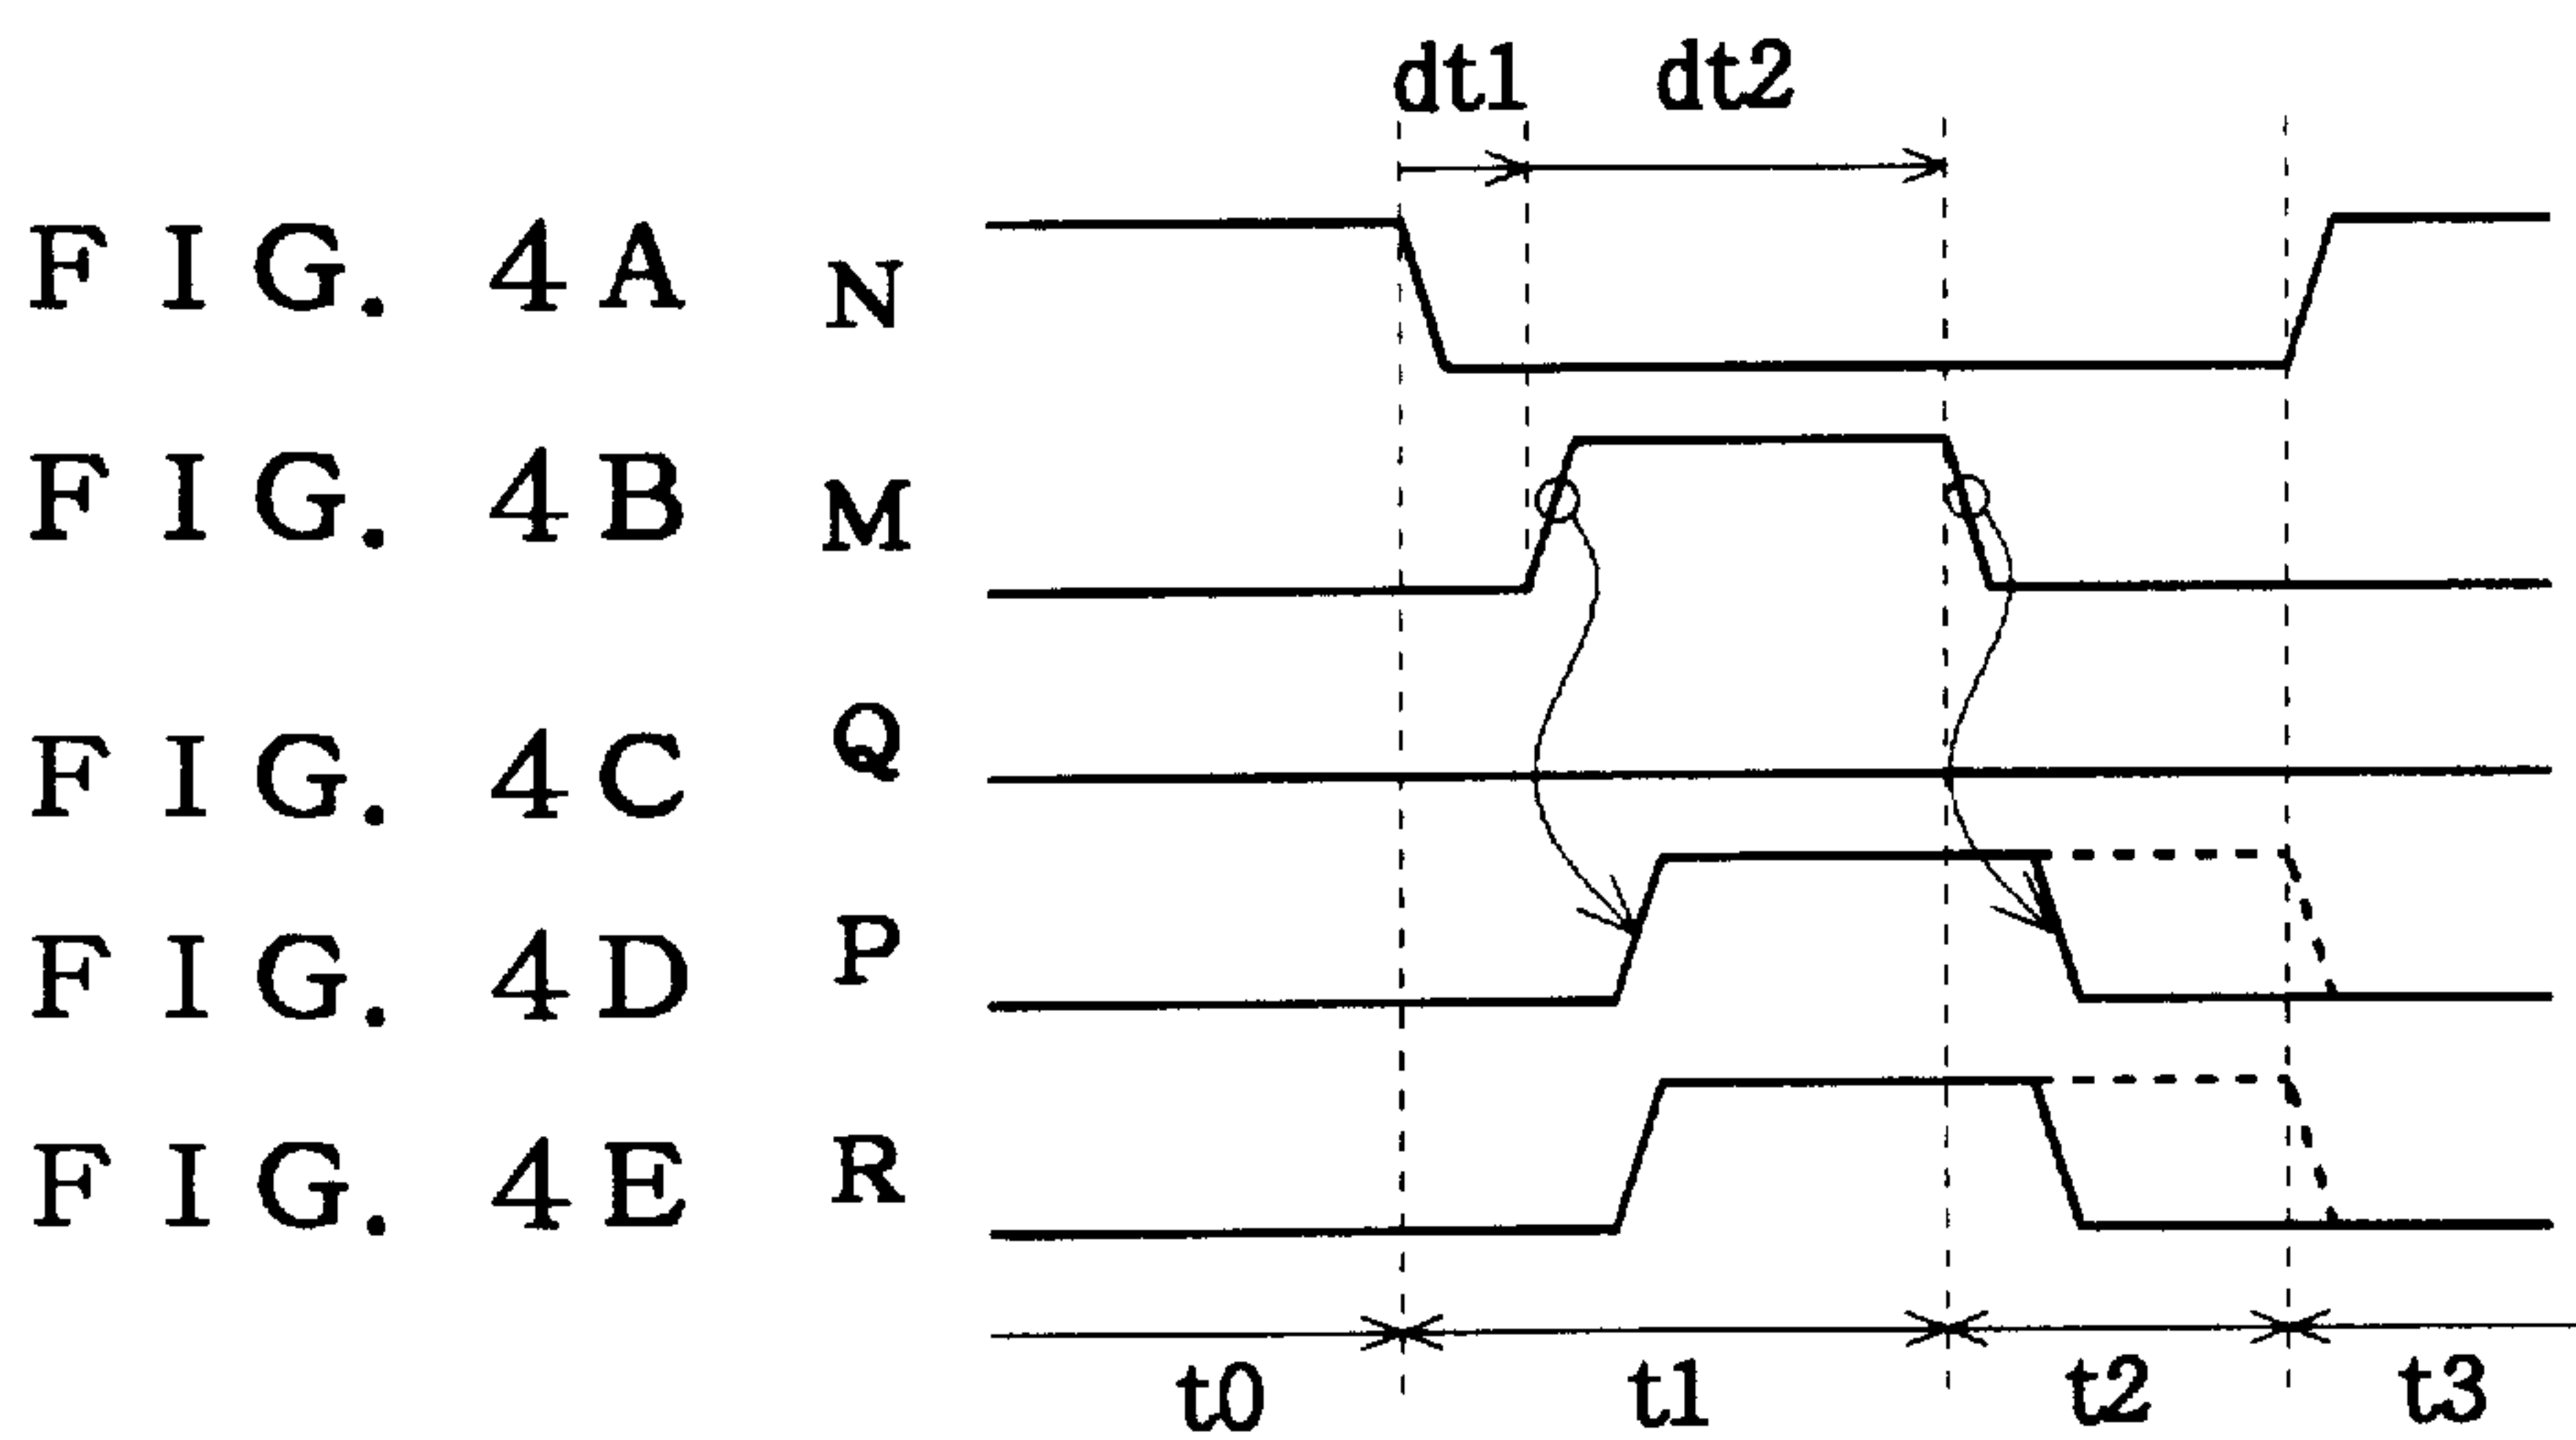 dt1 dt2
FIG. 4A N
FIG. 4B M
FIG. 4C Q
FIG. 4D P
FIG. 4E R
t0 t1 t2 t3